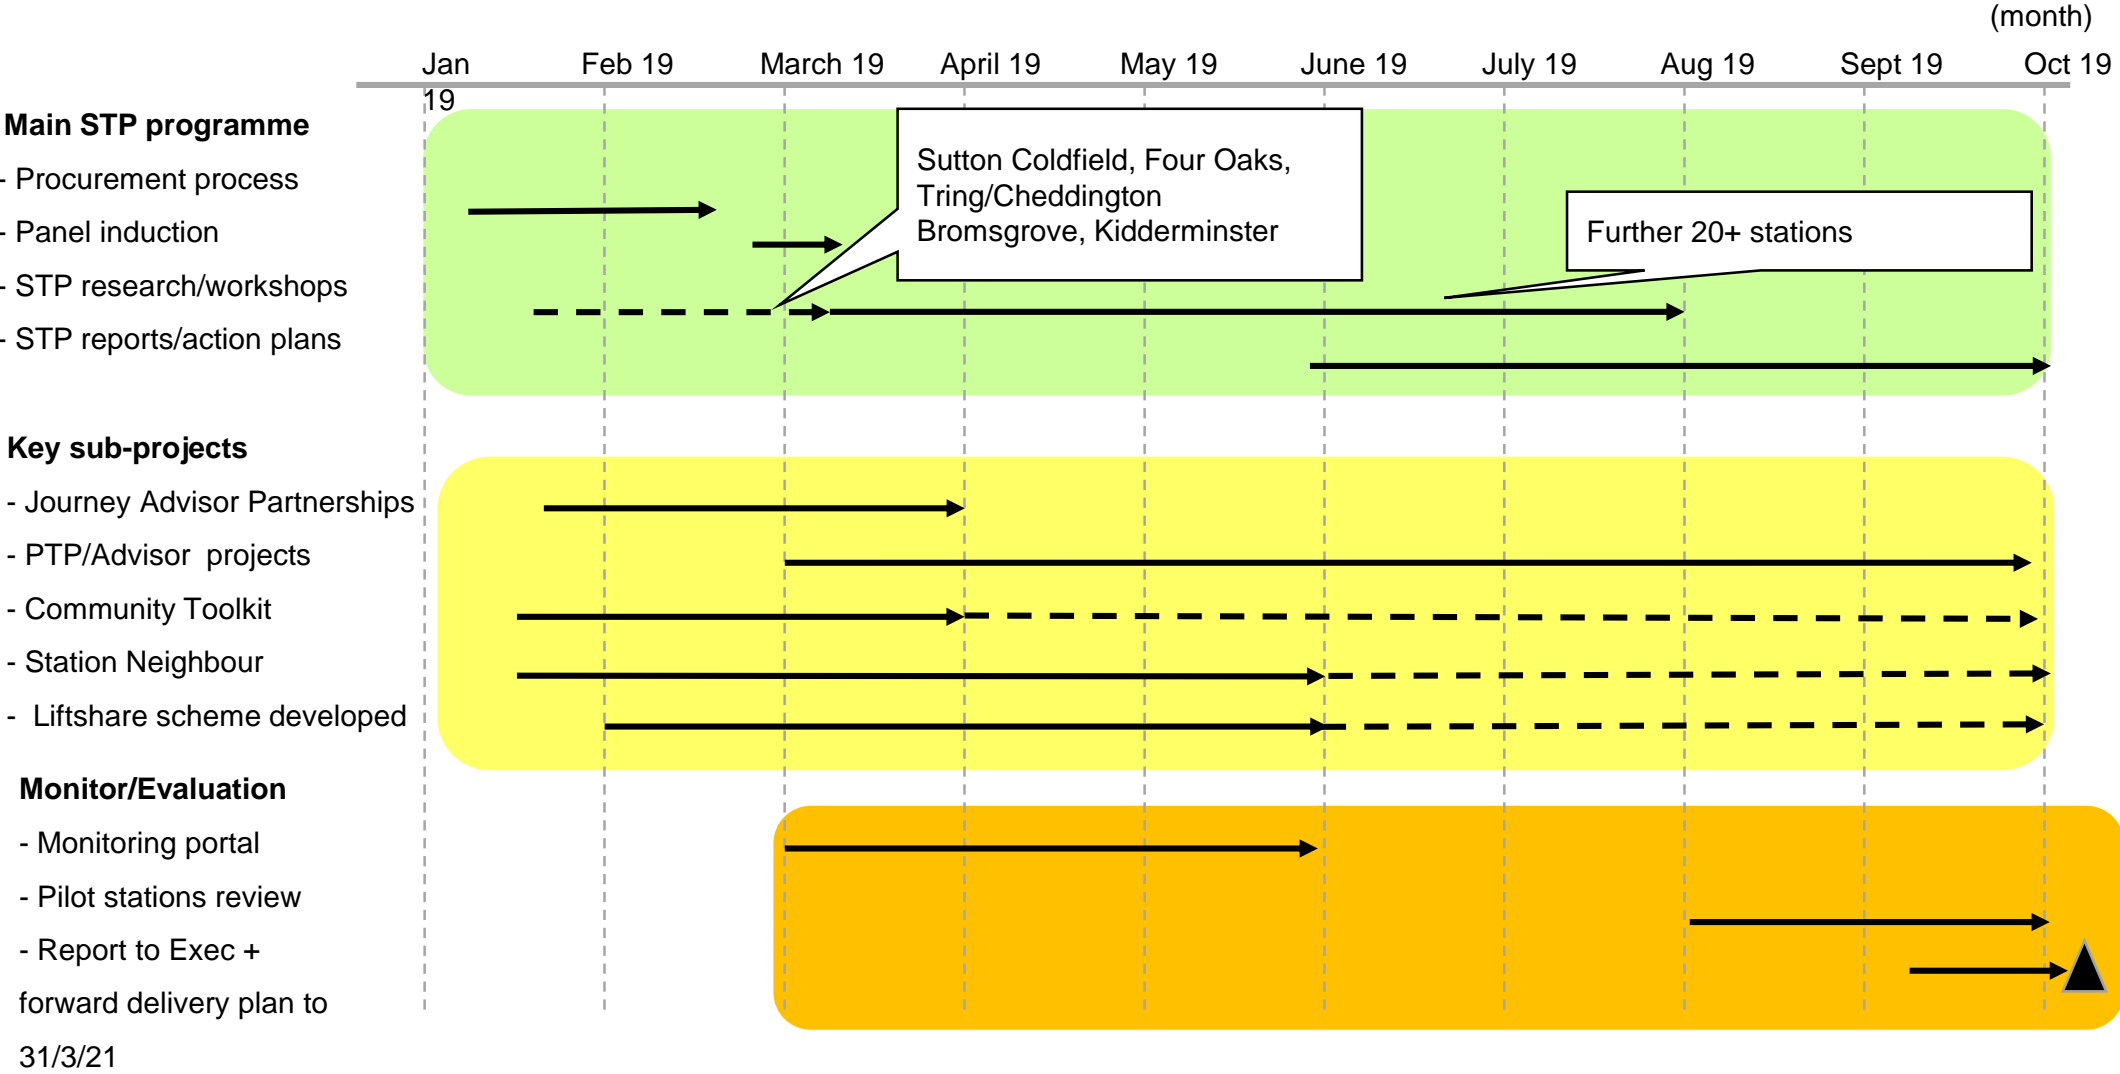 (month)
Jan 19 Feb 19 March 19 April 19 May 19 June 19 July 19 Aug 19 Sept 19 Oct 19
Main STP programme
- Procurement process
- Panel induction
- STP research/workshops
- STP reports/action plans
Sutton Coldfield, Four Oaks,
Tring/Cheddington
Bromsgrove, Kidderminster
Further 20+ stations
Key sub-projects
- Journey Advisor Partnerships
- PTP/Advisor projects
- Community Toolkit
- Station Neighbour
- Liftshare scheme developed
Monitor/Evaluation
- Monitoring portal
- Pilot stations review
- Report to Exec +
forward delivery plan to
31/3/21